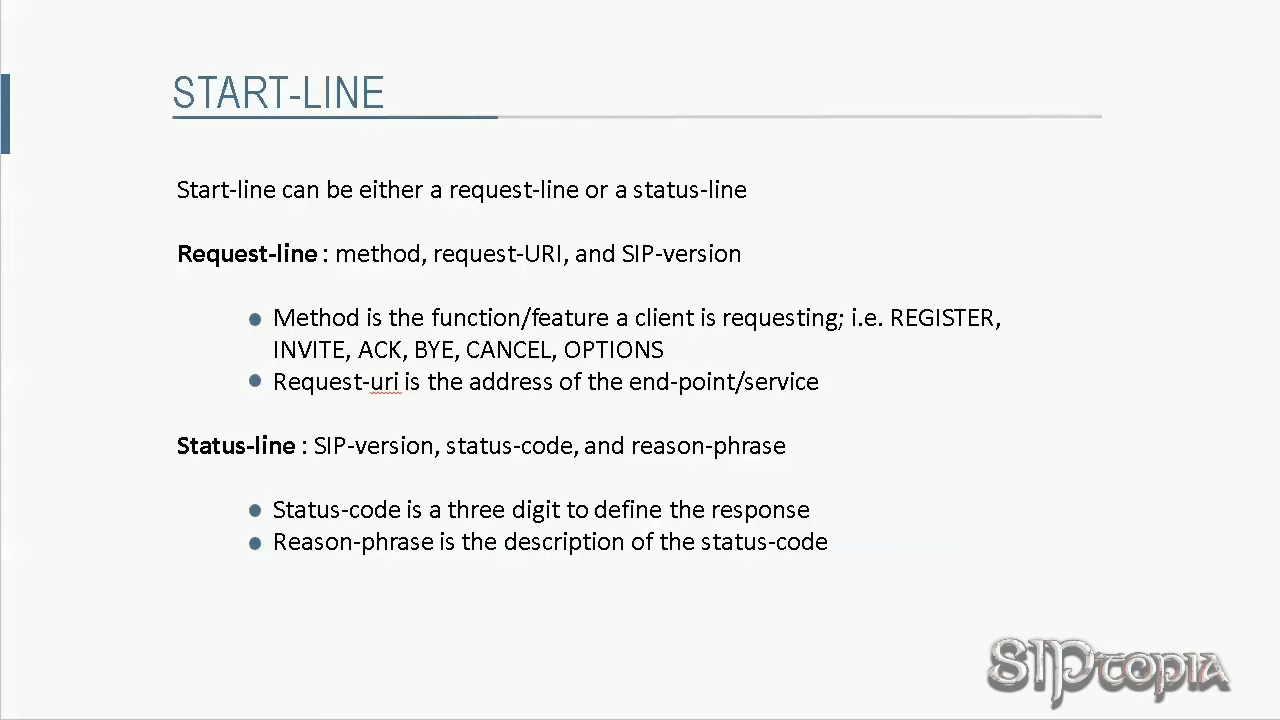 START-LINE
Start-line can be either a request-line or a status-line
Request-line : method, request-URI, and SIP-version
Method is the function/feature a client is requesting; i.e. REGISTER,
INVITE, ACK, BYE, CANCEL, OPTIONS
Request-uri is the address of the end-point/service
Status-line : SIP-version, status-code, and reason-phrase
Status-code is a three digit to define the response
Reason-phrase is the description of the status-code
SIPtopia